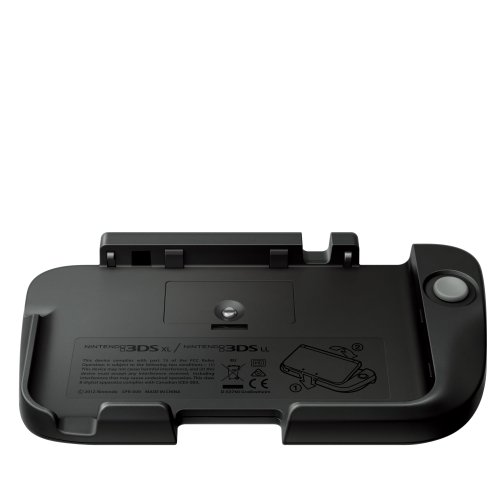 NINTENDO 3DS XL / NINTENDO 3DS LL
This device complies with part 15 of the FCC Rules
Operation is subject to the following two conditions: (1)
This device may not cause harmful interference, and (2) this
device must accept any interference received, including
interference that may cause undesired operation. This Class
B digital apparatus complies with Canadian ICES-003.
© 2012 Nintendo
MADE IN CHINA
CE
1
2